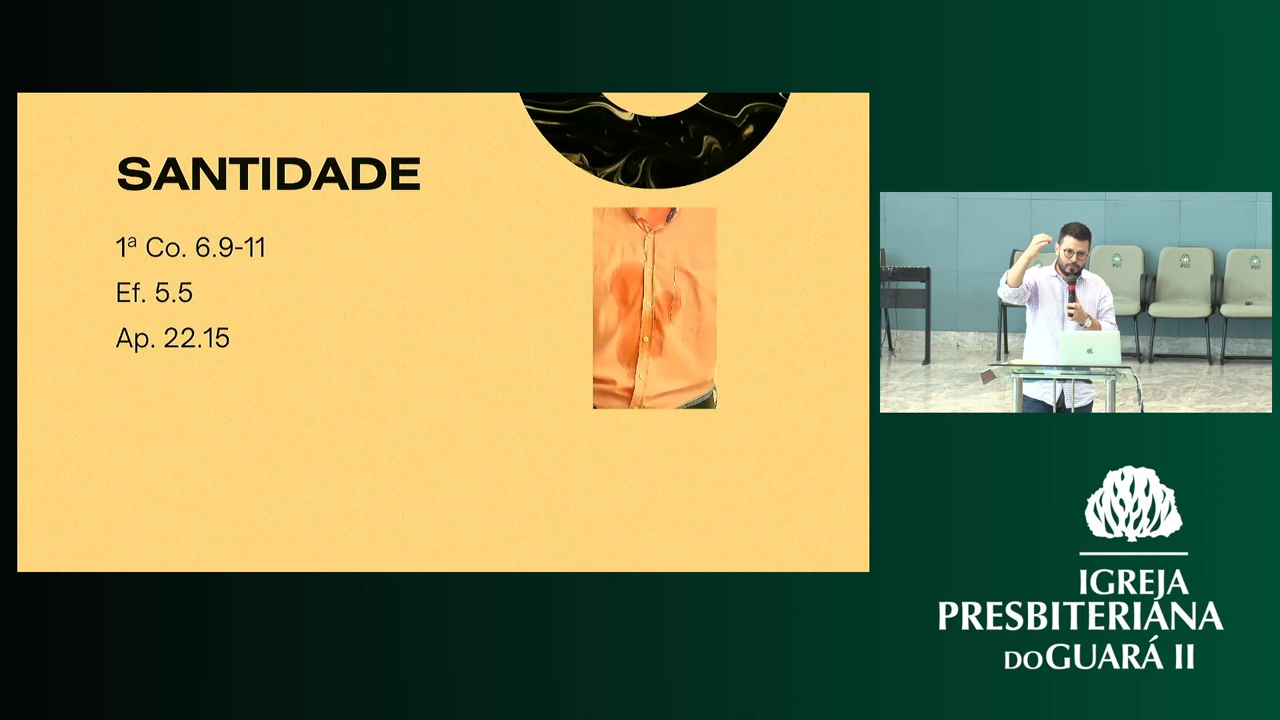 SANTIDADE
1ª Co. 6.9-11
Ef. 5.5
Ap. 22.15
IGREJA
PRESBITERIANA
DO GUARÁ II